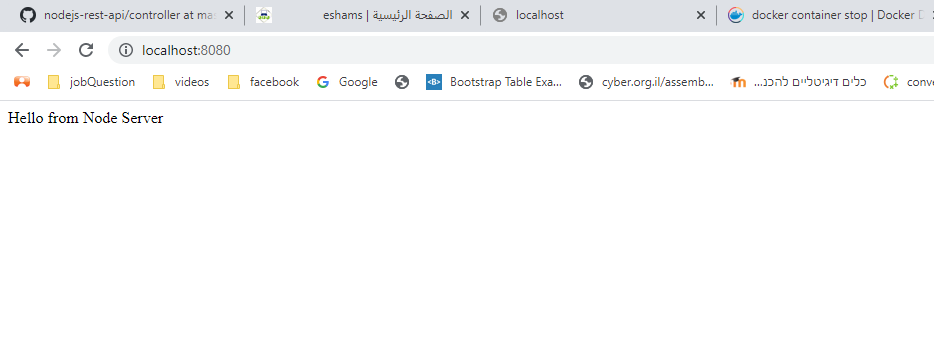 nodejs-rest-api/controller at ma
eshams | الصفحة الرئيسية
localhost
docker container stop | Docker
localhost:8080
jobQuestion
videos
facebook
Google
<B>
Bootstrap Table Exa...
cyber.org.il/assemb...
כלים דיגיטליים להכנ...
conv
Hello from Node Server